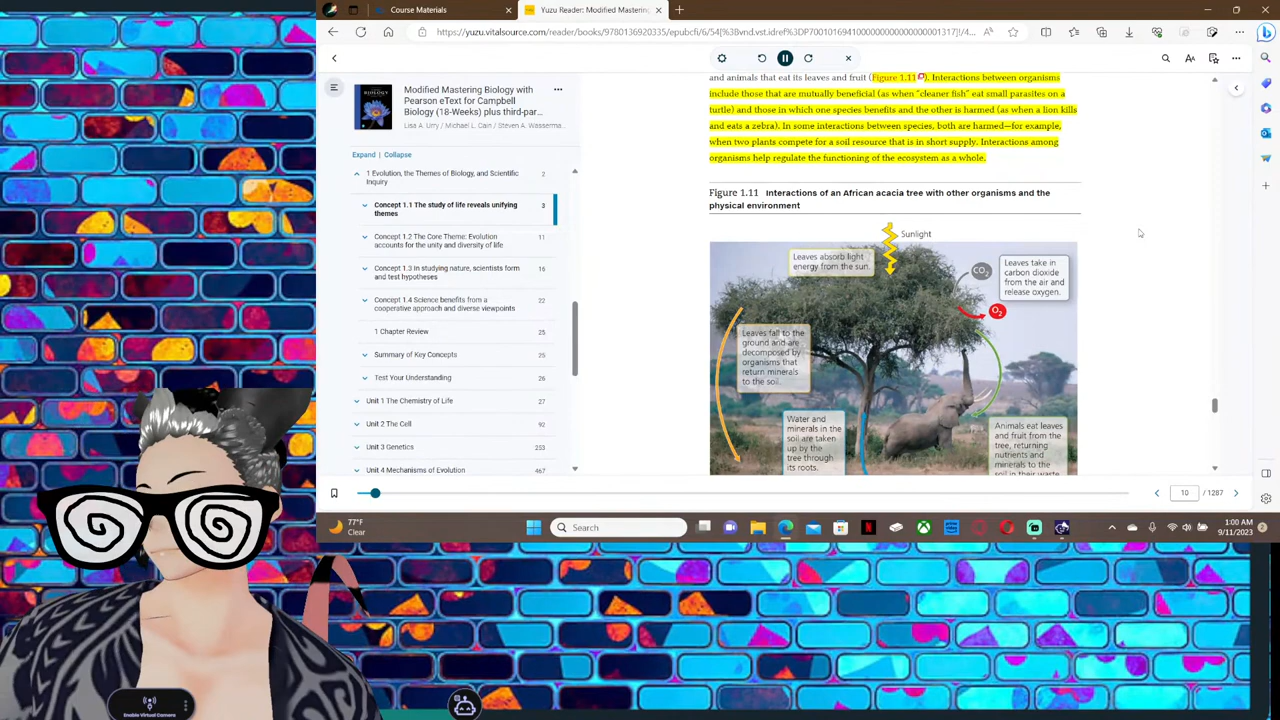 Course Materials
Yuzu Reader: Modified Mastering
https://yuzu.vitalsource.com/reader/books/9780136920335/epubcfi/6/54[%3Bvnd.vst.idref%3DP70010169410000000000000000001317]!/4...
and animals that eat its leaves and fruit (Figure 1.11). Interactions between organisms
include those that are mutually beneficial (as when "cleaner fish" eat small parasites on a
turtle) and those in which one species benefits and the other is harmed (as when a lion kills
and eats a zebra). In some interactions between species, both are harmed—for example,
when two plants compete for a soil resource that is in short supply. Interactions among
organisms help regulate the functioning of the ecosystem as a whole.
Modified Mastering Biology with
Pearson eText for Campbell
Biology (18-Weeks) plus third-par...
Lisa A. Urry / Michael L. Cain / Steven A. Wasserma...
BIOLOGY
Expand | Collapse
1 Evolution, the Themes of Biology, and Scientific
Inquiry
2
Concept 1.1 The study of life reveals unifying
themes
3
Concept 1.2 The Core Theme: Evolution
accounts for the unity and diversity of life
11
Concept 1.3 In studying nature, scientists form
and test hypotheses
16
Concept 1.4 Science benefits from a
cooperative approach and diverse viewpoints
22
1 Chapter Review
25
Summary of Key Concepts
25
Test Your Understanding
26
Unit 1 The Chemistry of Life
27
Unit 2 The Cell
92
Unit 3 Genetics
253
Unit 4 Mechanisms of Evolution
467
Figure 1.11 Interactions of an African acacia tree with other organisms and the
physical environment
Sunlight
Leaves absorb light
energy from the sun.
CO2
Leaves take in
carbon dioxide
from the air and
release oxygen.
O2
Leaves fall to the
ground and are
decomposed by
organisms that
return minerals
to the soil.
Water and
minerals in the
soil are taken
up by the
tree through
its roots.
Animals eat leaves
and fruit from the
tree, returning
nutrients and
minerals to the
soil in their waste
10 / 1287
77°F
Clear
Search
1:00 AM
9/11/2023
Enable Virtual Camera